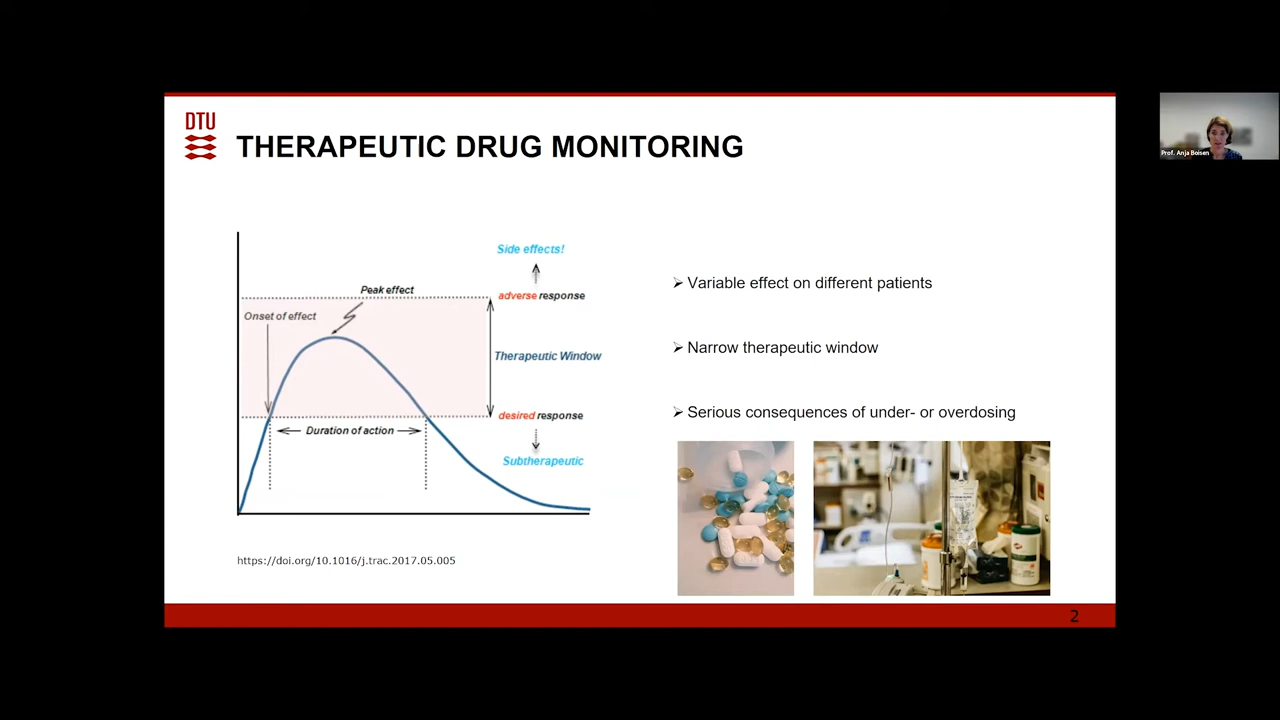 DTU
THERAPEUTIC DRUG MONITORING
Prof. Anja Boisen
Side effects!
Peak effect
adverse response
Onset of effect
Therapeutic Window
desired response
Duration of action
Subtherapeutic
https://doi.org/10.1016/j.trac.2017.05.005
➢ Variable effect on different patients
➢ Narrow therapeutic window
➢ Serious consequences of under- or overdosing
2